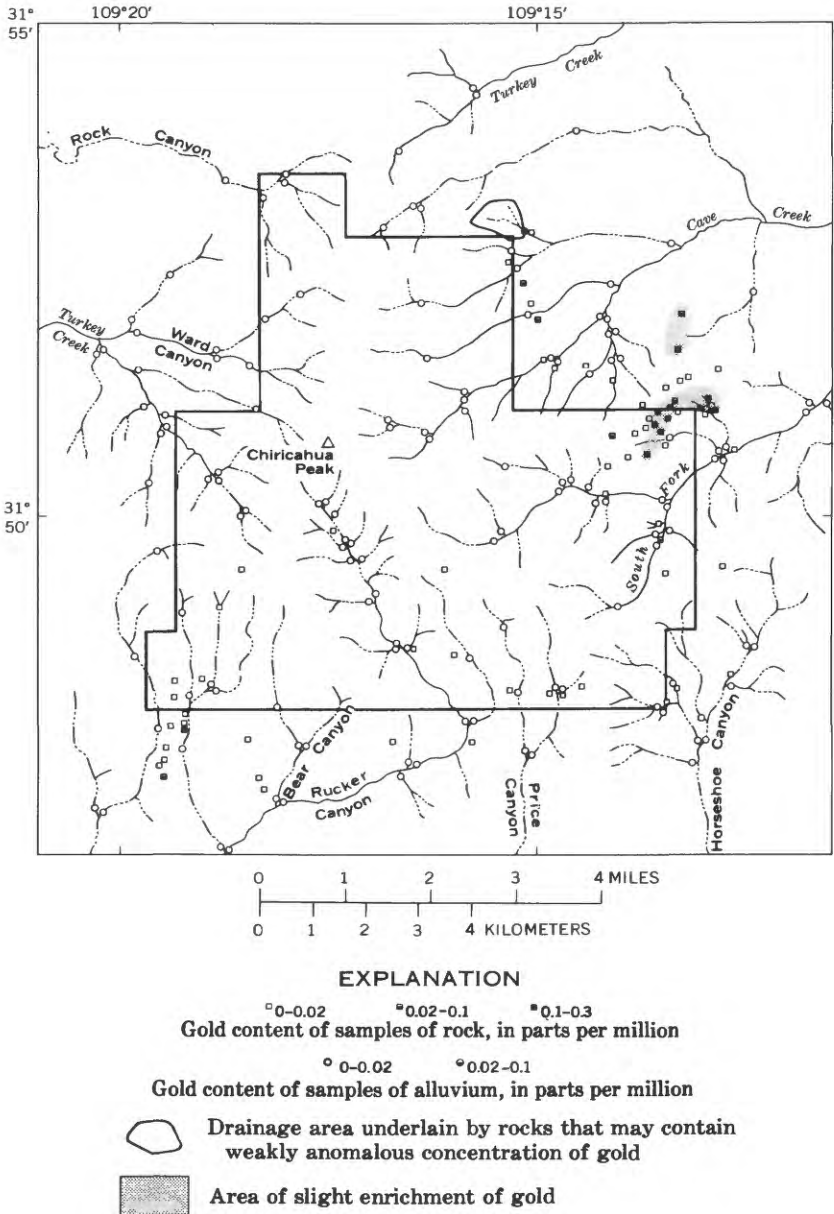 31°
55′
109°20′
109°15′
Turkey
Creek
Rock
Canyon
Cave
Creek
Turkey
Creek
Ward
Canyon
Chiricahua
Peak
31°
50′
South
Fork
Bear
Canyon
Rucker
Canyon
Price
Canyon
Horseshoe
Canyon
0 1 2 3 4 MILES
0 1 2 3 4 KILOMETERS
EXPLANATION
0–0.02 0.02–0.1 0.1–0.3
Gold content of samples of rock, in parts per million
0–0.02 0.02–0.1
Gold content of samples of alluvium, in parts per million
Drainage area underlain by rocks that may contain
weakly anomalous concentration of gold
Area of slight enrichment of gold